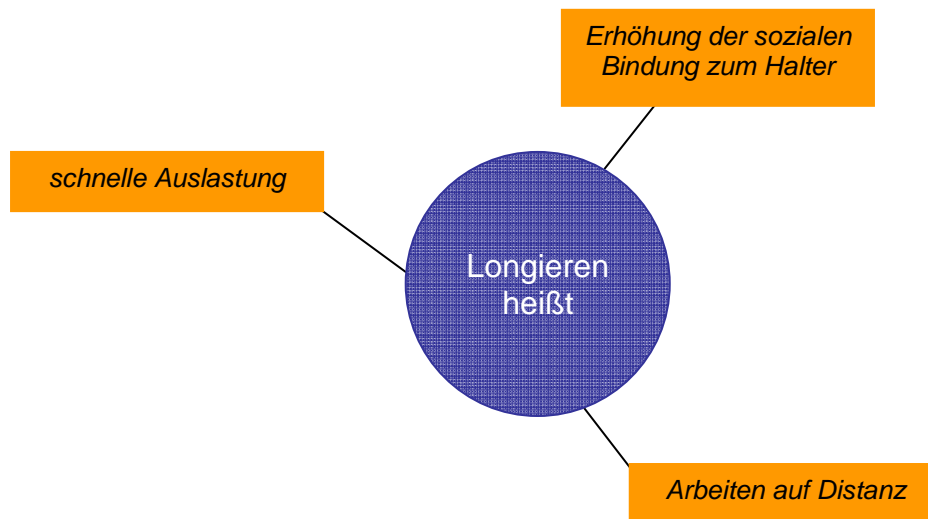 Erhöhung der sozialen
Bindung zum Halter
schnelle Auslastung
Longieren
heißt
Arbeiten auf Distanz